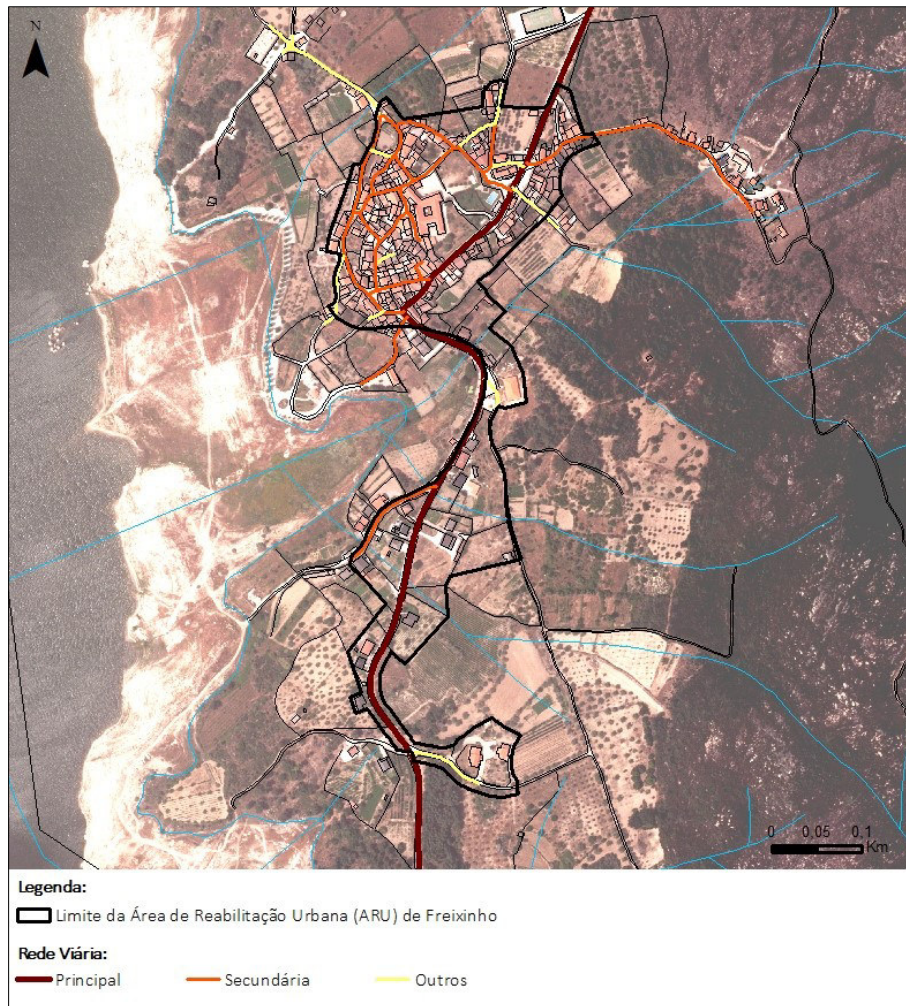 N
0 0,05 0,1
Km
Legenda:
Limite da Área de Reabilitação Urbana (ARU) de Freixinho
Rede Viária:
Principal Secundária Outros